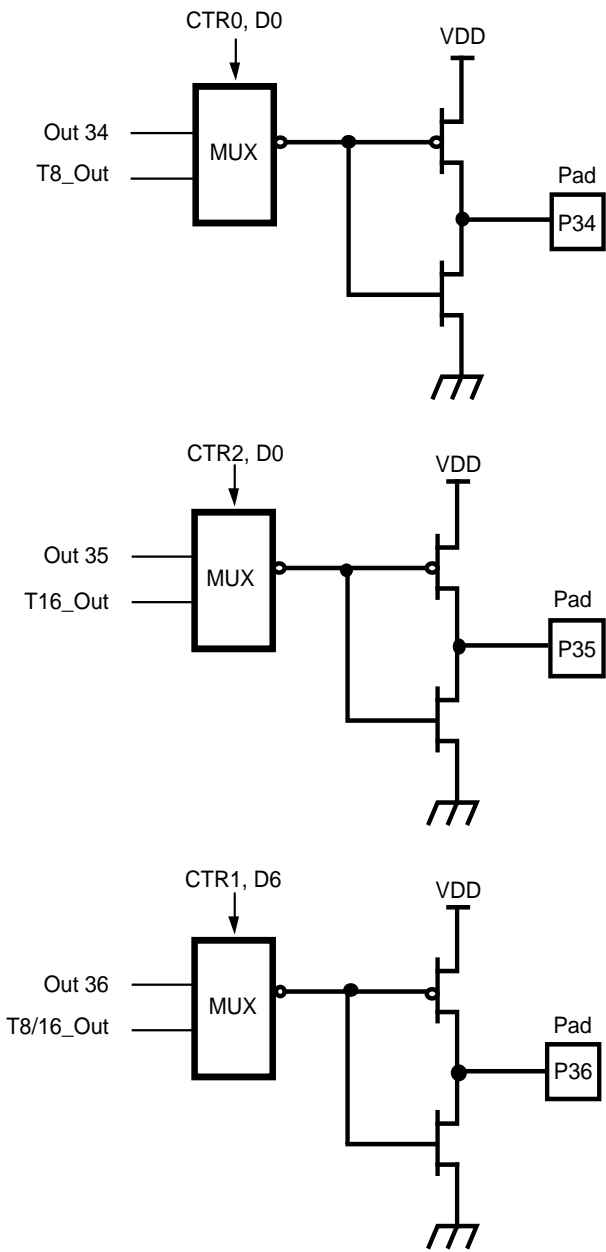 CTR0, D0
VDD
Out 34
MUX
T8_Out
Pad
P34
CTR2, D0
VDD
Out 35
MUX
T16_Out
Pad
P35
CTR1, D6
VDD
Out 36
MUX
T8/16_Out
Pad
P36